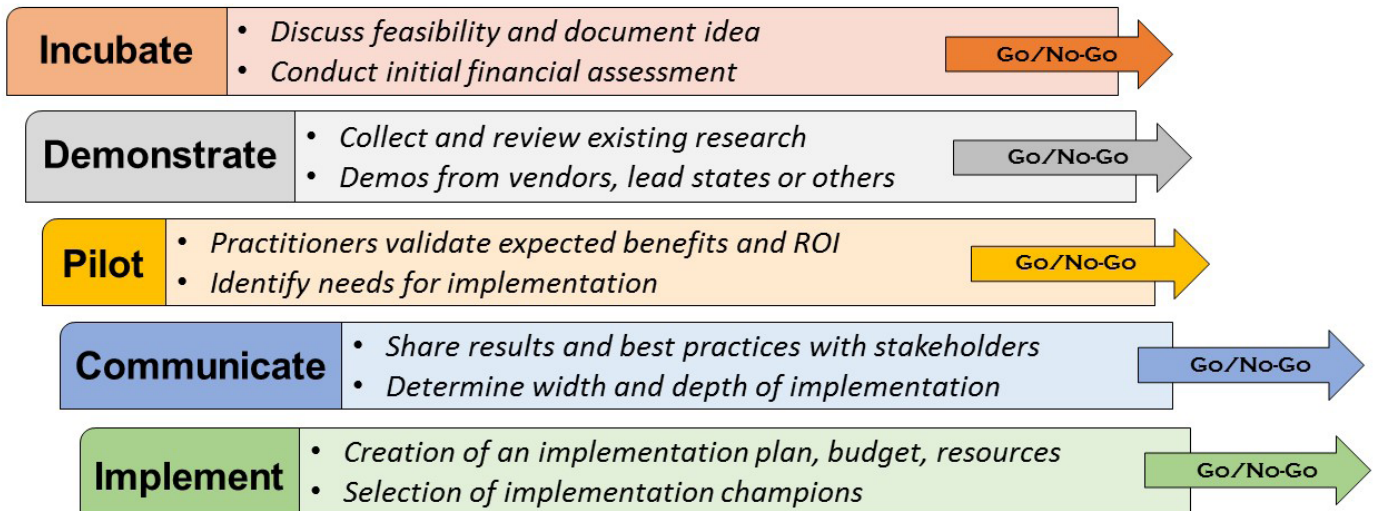 Incubate
• Discuss feasibility and document idea
• Conduct initial financial assessment
Go/No-Go
Demonstrate
• Collect and review existing research
• Demos from vendors, lead states or others
Go/No-Go
Pilot
• Practitioners validate expected benefits and ROI
• Identify needs for implementation
Go/No-Go
Communicate
• Share results and best practices with stakeholders
• Determine width and depth of implementation
Go/No-Go
Implement
• Creation of an implementation plan, budget, resources
• Selection of implementation champions
Go/No-Go